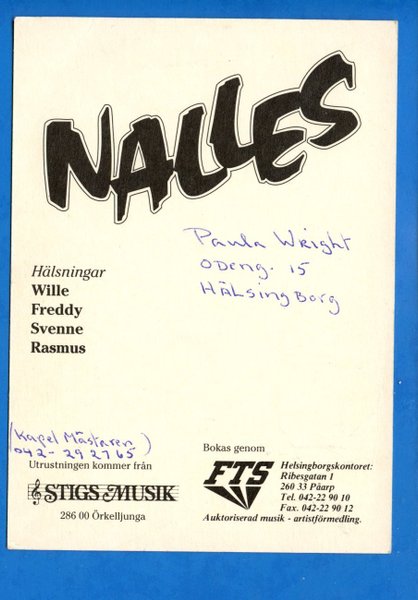 NALLES
Paula Wright
Odeng. 15
HÄLSingBorg
Hälsningar
Wille
Freddy
Svenne
Rasmus
(Kapel Mästaren)
042-292765
Utrustningen kommer från
STIGS MUSIK
286 00 Örkelljunga
Bokas genom
FTS
Helsingborgskontoret:
Ribesgatan 1
260 33 Påarp
Tel. 042-22 90 10
Fax. 042-22 90 12
Auktoriserad musik - artistförmedling.